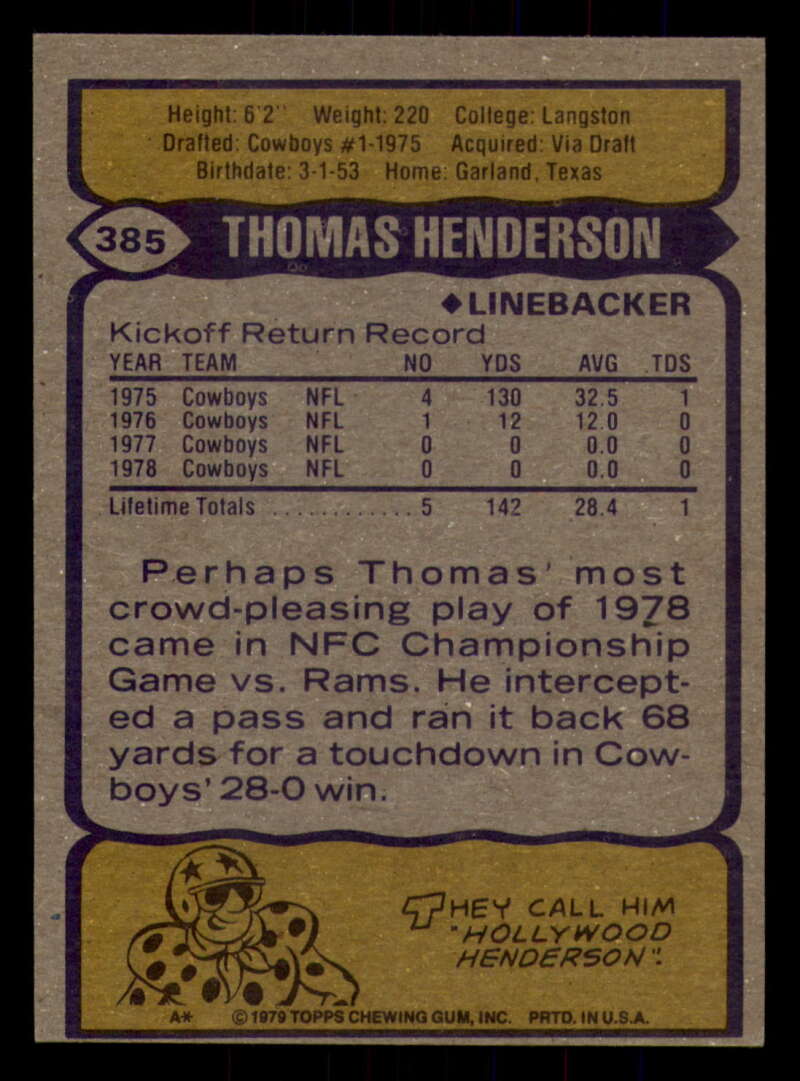 Height: 6'2" Weight: 220 College: Langston
Drafted: Cowboys #1-1975 Acquired: Via Draft
Birthdate: 3-1-53 Home: Garland, Texas
385 THOMAS HENDERSON
◆LINEBACKER
Kickoff Return Record
YEAR TEAM NO YDS AVG TDS
1975 Cowboys NFL 4 130 32.5 1
1976 Cowboys NFL 1 12 12.0 0
1977 Cowboys NFL 0 0 0.0 0
1978 Cowboys NFL 0 0 0.0 0
Lifetime Totals ............ 5 142 28.4 1
Perhaps Thomas' most
crowd-pleasing play of 1978
came in NFC Championship
Game vs. Rams. He intercept-
ed a pass and ran it back 68
yards for a touchdown in Cow-
boys' 28-0 win.
THEY CALL HIM
"HOLLYWOOD
HENDERSON".
A* ©1979 TOPPS CHEWING GUM, INC. PRTD. IN U.S.A.